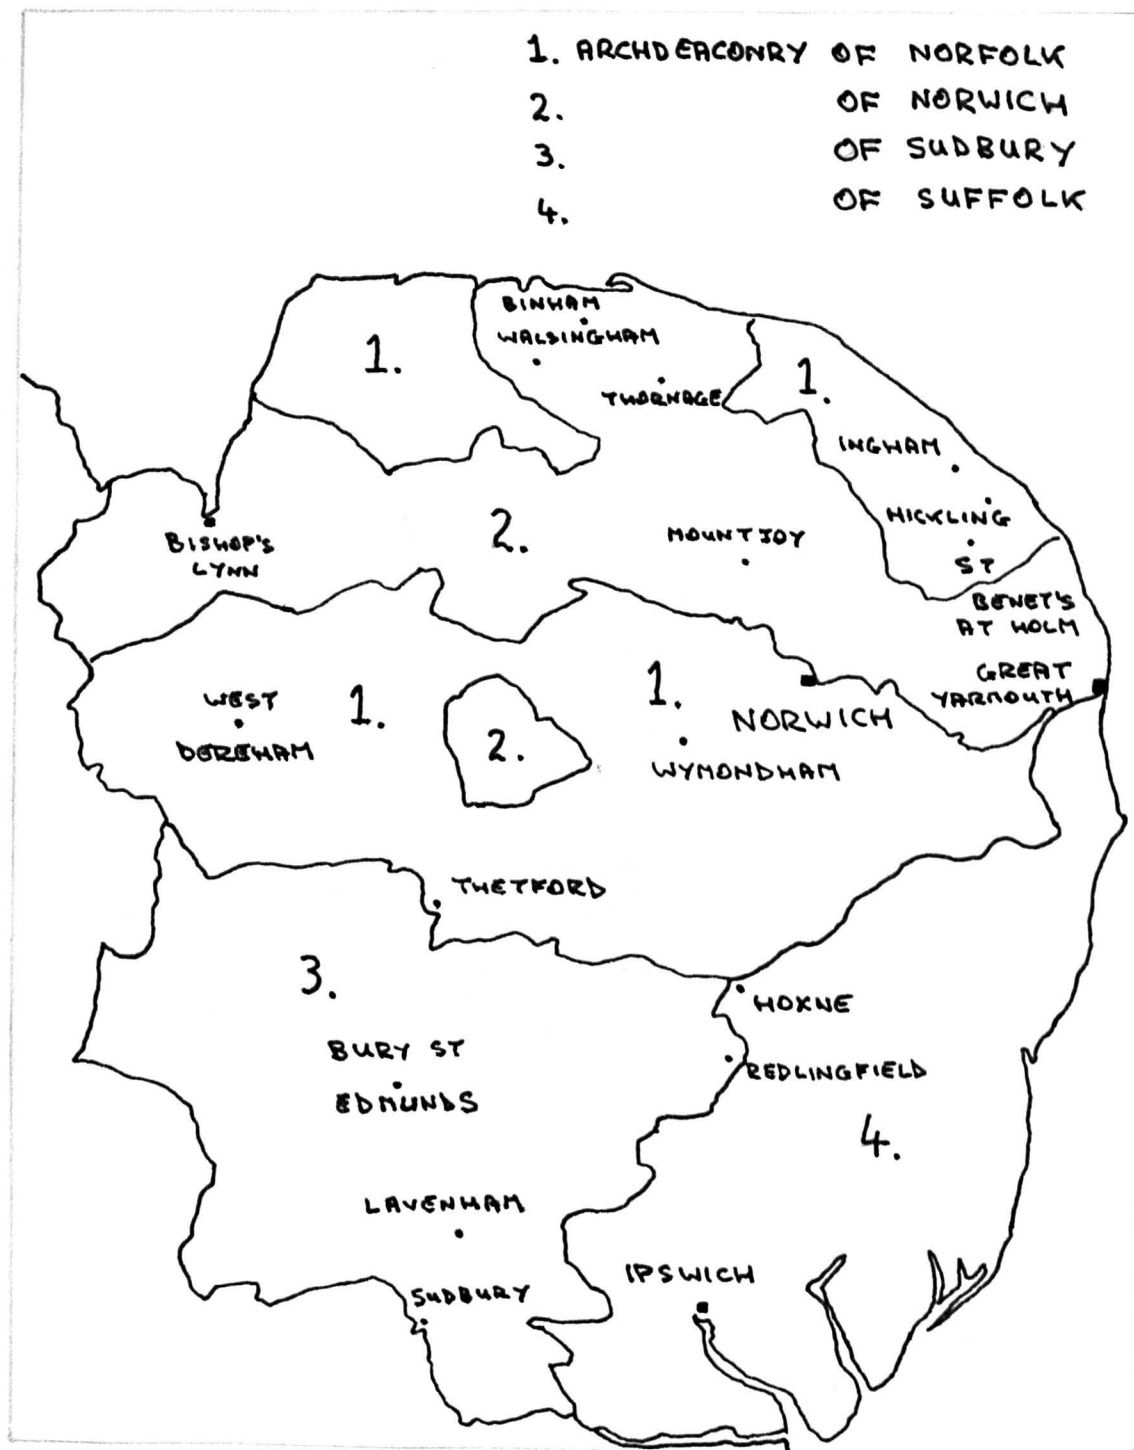 1. ARCHDEACONRY OF NORFOLK
2. OF NORWICH
3. OF SUDBURY
4. OF SUFFOLK
BINHAM
WALSINGHAM
1.
THORNAGE
1.
INGHAM
HICKLING
2.
MOUNTJOY
BISHOP'S
LYNN
ST
BENET'S
AT HOLM
GREAT
YARMOUTH
WEST
DEREHAM
1.
1.
2.
NORWICH
WYMONDHAM
THETFORD
3.
HOXNE
BURY ST
EDMUNDS
REDLINGFIELD
4.
LAVENHAM
SUDBURY
IPSWICH